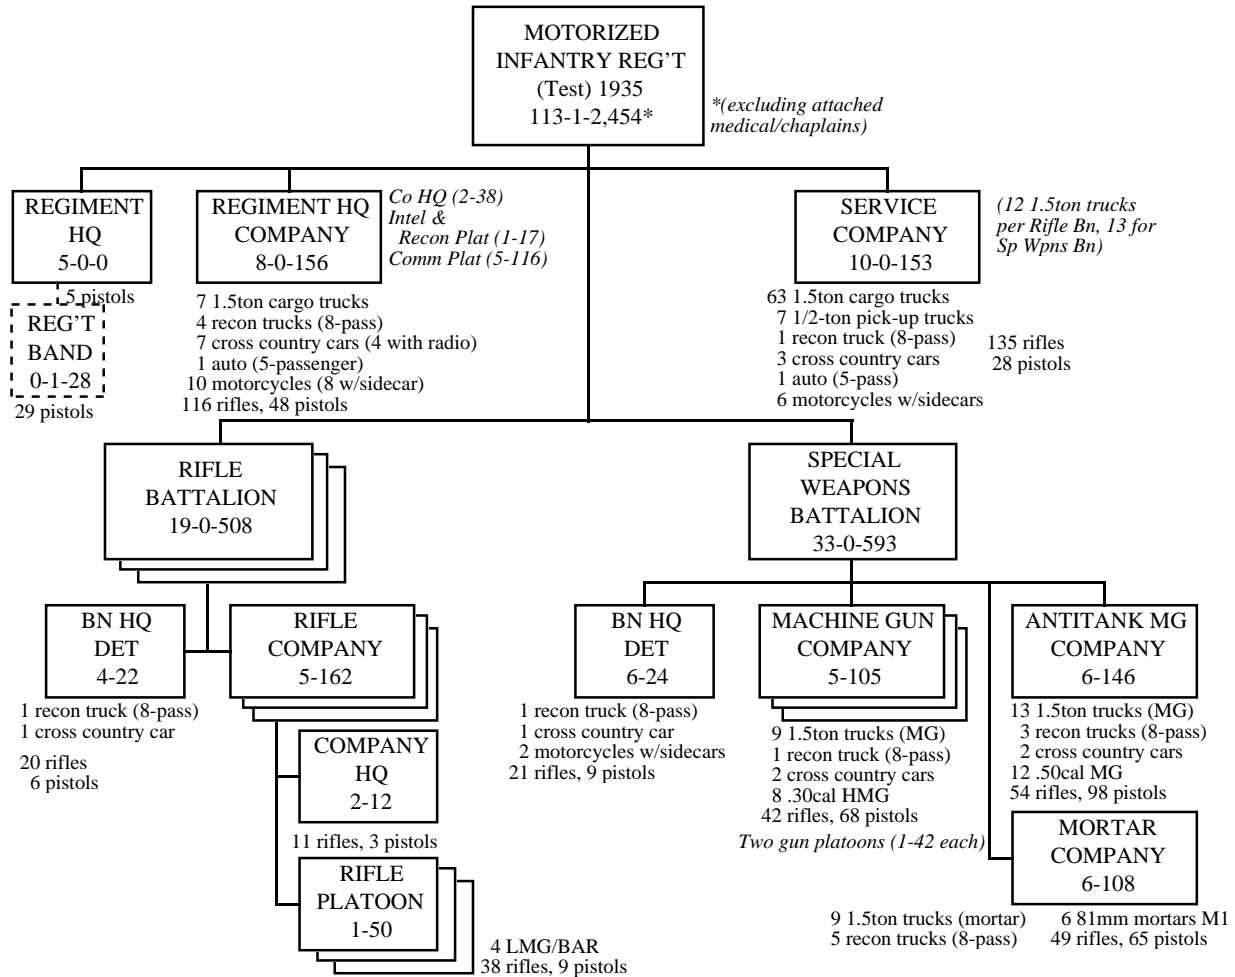 MOTORIZED
INFANTRY REG'T
(Test) 1935
113-1-2,454*
*(excluding attached
medical/chaplains)
REGIMENT
HQ
5-0-0
5 pistols
REG'T
BAND
0-1-28
29 pistols
REGIMENT HQ
COMPANY
8-0-156
Co HQ (2-38)
Intel &
Recon Plat (1-17)
Comm Plat (5-116)
7 1.5ton cargo trucks
4 recon trucks (8-pass)
7 cross country cars (4 with radio)
1 auto (5-passenger)
10 motorcycles (8 w/sidecar)
116 rifles, 48 pistols
SERVICE
COMPANY
10-0-153
(12 1.5ton trucks
per Rifle Bn, 13 for
Sp Wpns Bn)
63 1.5ton cargo trucks
7 1/2-ton pick-up trucks
1 recon truck (8-pass)
3 cross country cars
1 auto (5-pass)
6 motorcycles w/sidecars
135 rifles
28 pistols
RIFLE
BATTALION
19-0-508
SPECIAL
WEAPONS
BATTALION
33-0-593
BN HQ
DET
4-22
1 recon truck (8-pass)
1 cross country car
20 rifles
6 pistols
RIFLE
COMPANY
5-162
COMPANY
HQ
2-12
11 rifles, 3 pistols
RIFLE
PLATOON
1-50
4 LMG/BAR
38 rifles, 9 pistols
BN HQ
DET
6-24
1 recon truck (8-pass)
1 cross country car
2 motorcycles w/sidecars
21 rifles, 9 pistols
MACHINE GUN
COMPANY
5-105
9 1.5ton trucks (MG)
1 recon truck (8-pass)
2 cross country cars
8 .30cal HMG
42 rifles, 68 pistols
Two gun platoons (1-42 each)
ANTITANK MG
COMPANY
6-146
13 1.5ton trucks (MG)
3 recon trucks (8-pass)
2 cross country cars
12 .50cal MG
54 rifles, 98 pistols
MORTAR
COMPANY
6-108
9 1.5ton trucks (mortar)
5 recon trucks (8-pass)
6 81mm mortars M1
49 rifles, 65 pistols